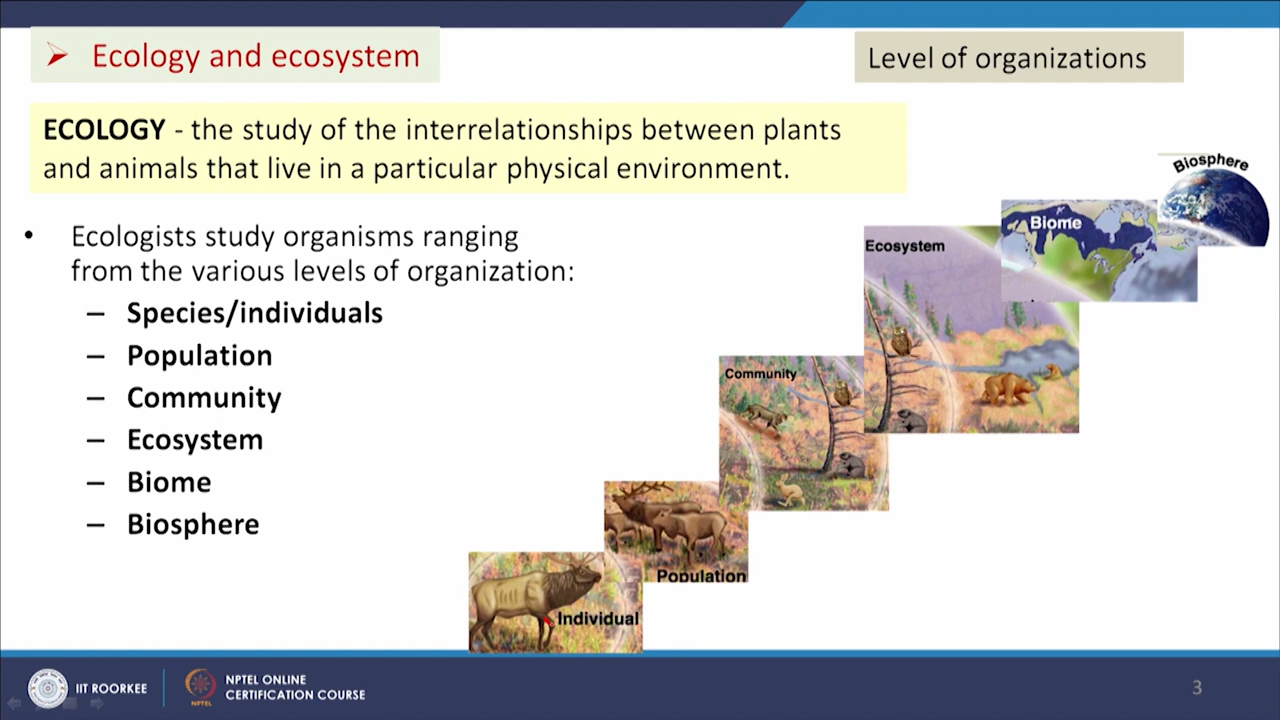 Ecology and ecosystem
Level of organizations
ECOLOGY - the study of the interrelationships between plants
and animals that live in a particular physical environment.
• Ecologists study organisms ranging
from the various levels of organization:
– Species/individuals
– Population
– Community
– Ecosystem
– Biome
– Biosphere
Biosphere
Biome
Ecosystem
Community
Population
Individual
IIT ROORKEE
NPTEL
NPTEL ONLINE
CERTIFICATION COURSE
3